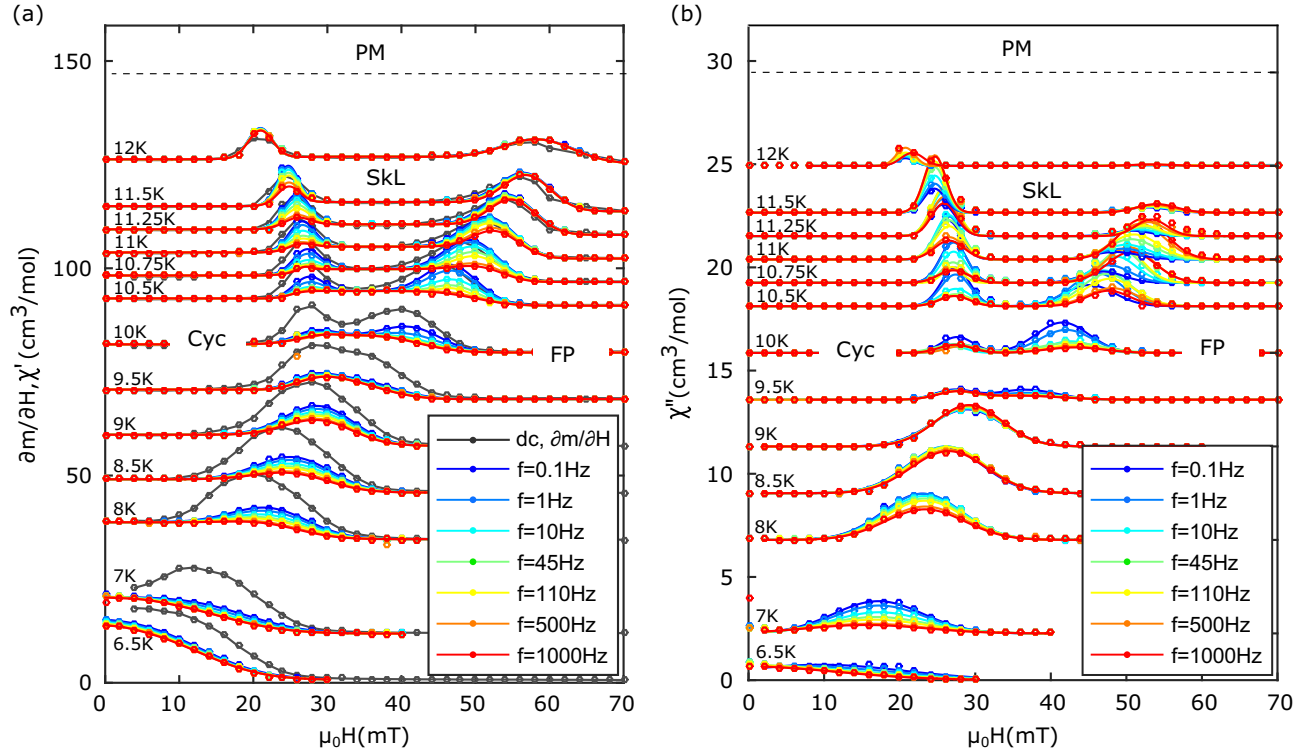 (a)
150
100
50
0
0
10
20
30
40
50
60
70
∂m/∂H, χ' (cm³/mol)
μ₀H(mT)
PM
SkL
Cyc
FP
12K
11.5K
11.25K
11K
10.75K
10.5K
10K
9.5K
9K
8.5K
8K
7K
6.5K
dc, ∂m/∂H
f=0.1Hz
f=1Hz
f=10Hz
f=45Hz
f=110Hz
f=500Hz
f=1000Hz
(b)
30
25
20
15
10
5
0
0
10
20
30
40
50
60
70
χ'' (cm³/mol)
μ₀H(mT)
PM
SkL
Cyc
FP
12K
11.5K
11.25K
11K
10.75K
10.5K
10K
9.5K
9K
8.5K
8K
7K
6.5K
f=0.1Hz
f=1Hz
f=10Hz
f=45Hz
f=110Hz
f=500Hz
f=1000Hz